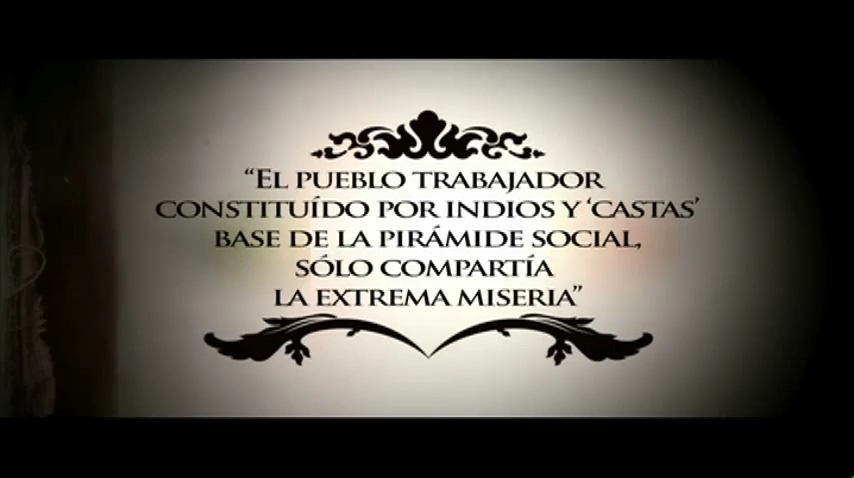 “EL PUEBLO TRABAJADOR
CONSTITUÍDO POR INDIOS Y ‘CASTAS’
BASE DE LA PIRÁMIDE SOCIAL,
SÓLO COMPARTÍA
LA EXTREMA MISERIA”